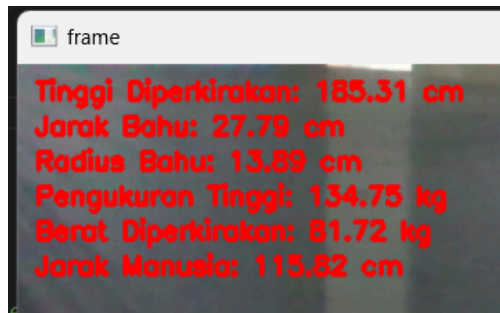 frame
Tinggi Diperkirakan: 185.31 cm
Jarak Bahu: 27.79 cm
Radius Bahu: 13.89 cm
Pengukuran Tinggi: 134.75 kg
Berat Diperkirakan: 81.72 kg
Jarak Manusia: 115.82 cm